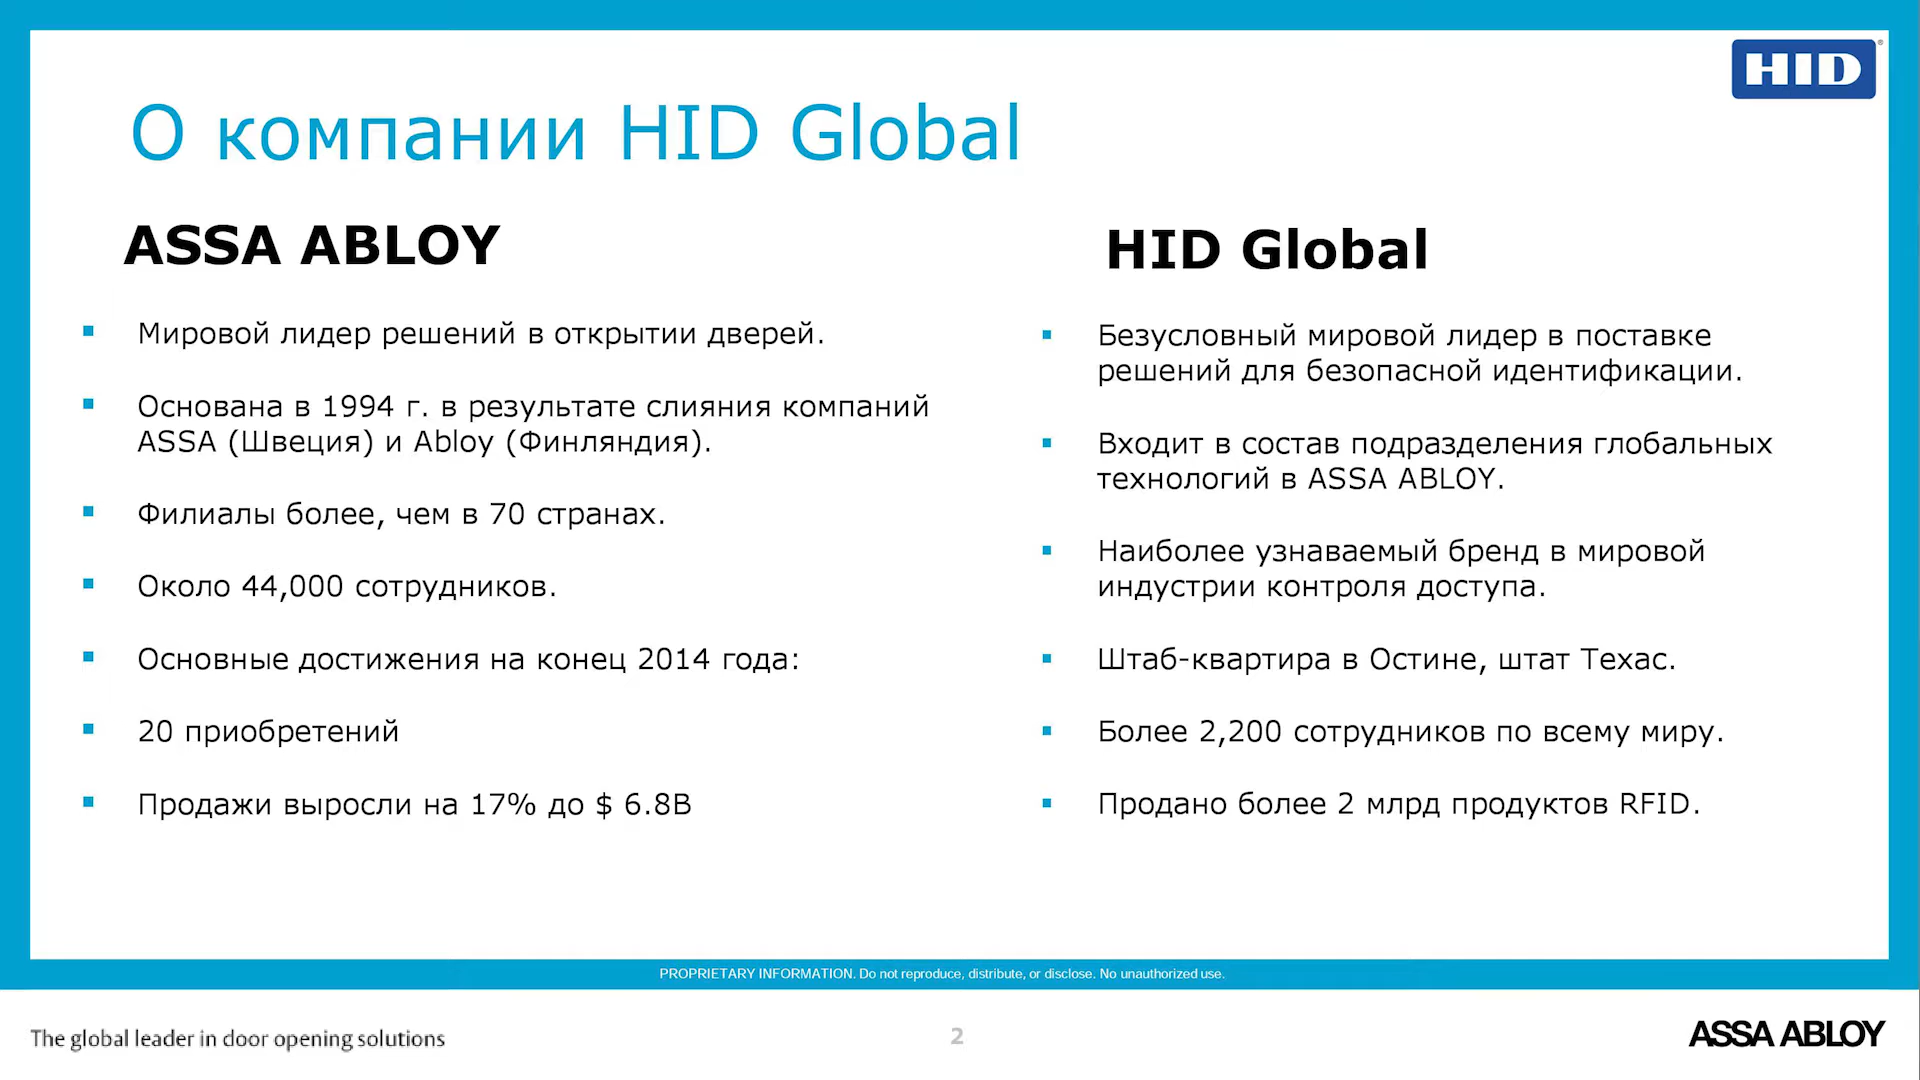 HID
О компании HID Global
ASSA ABLOY
Мировой лидер решений в открытии дверей.
Основана в 1994 г. в результате слияния компаний
ASSA (Швеция) и Abloy (Финляндия).
Филиалы более, чем в 70 странах.
Около 44,000 сотрудников.
Основные достижения на конец 2014 года:
20 приобретений
Продажи выросли на 17% до $ 6.8B
HID Global
Безусловный мировой лидер в поставке
решений для безопасной идентификации.
Входит в состав подразделения глобальных
технологий в ASSA ABLOY.
Наиболее узнаваемый бренд в мировой
индустрии контроля доступа.
Штаб-квартира в Остине, штат Техас.
Более 2,200 сотрудников по всему миру.
Продано более 2 млрд продуктов RFID.
PROPRIETARY INFORMATION. Do not reproduce, distribute, or disclose. No unauthorized use.
The global leader in door opening solutions
2
ASSA ABLOY